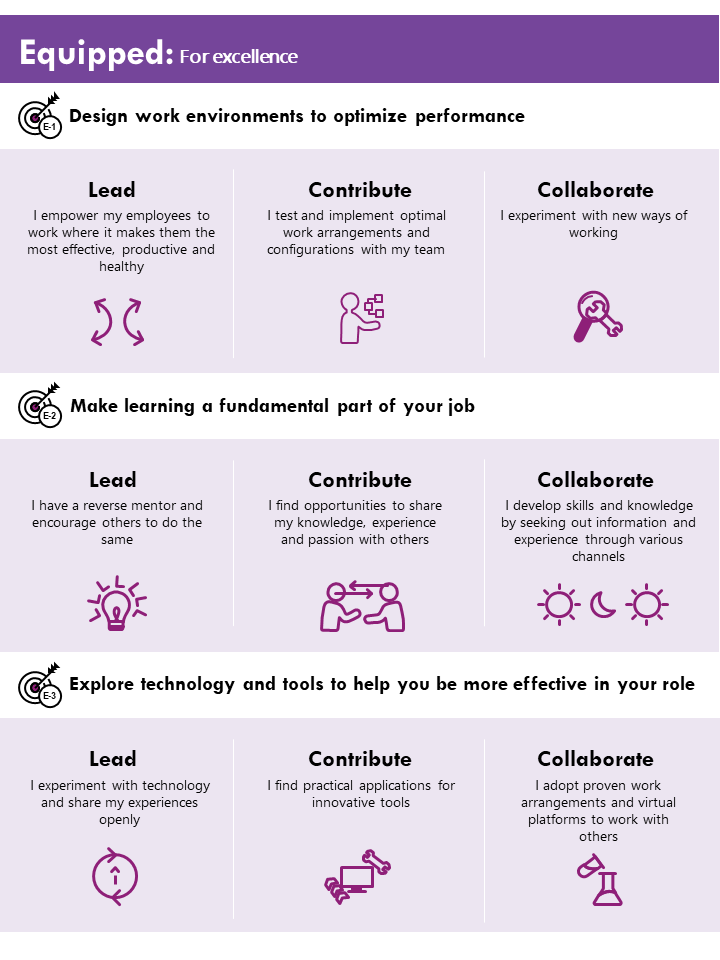 Equipped: For excellence
E-1
Design work environments to optimize performance
Lead
I empower my employees to
work where it makes them the
most effective, productive and
healthy
Contribute
I test and implement optimal
work arrangements and
configurations with my team
Collaborate
I experiment with new ways of
working
E-2
Make learning a fundamental part of your job
Lead
I have a reverse mentor and
encourage others to do the
same
Contribute
I find opportunities to share
my knowledge, experience
and passion with others
Collaborate
I develop skills and knowledge
by seeking out information and
experience through various
channels
E-3
Explore technology and tools to help you be more effective in your role
Lead
I experiment with technology
and share my experiences
openly
Contribute
I find practical applications for
innovative tools
Collaborate
I adopt proven work
arrangements and virtual
platforms to work with
others